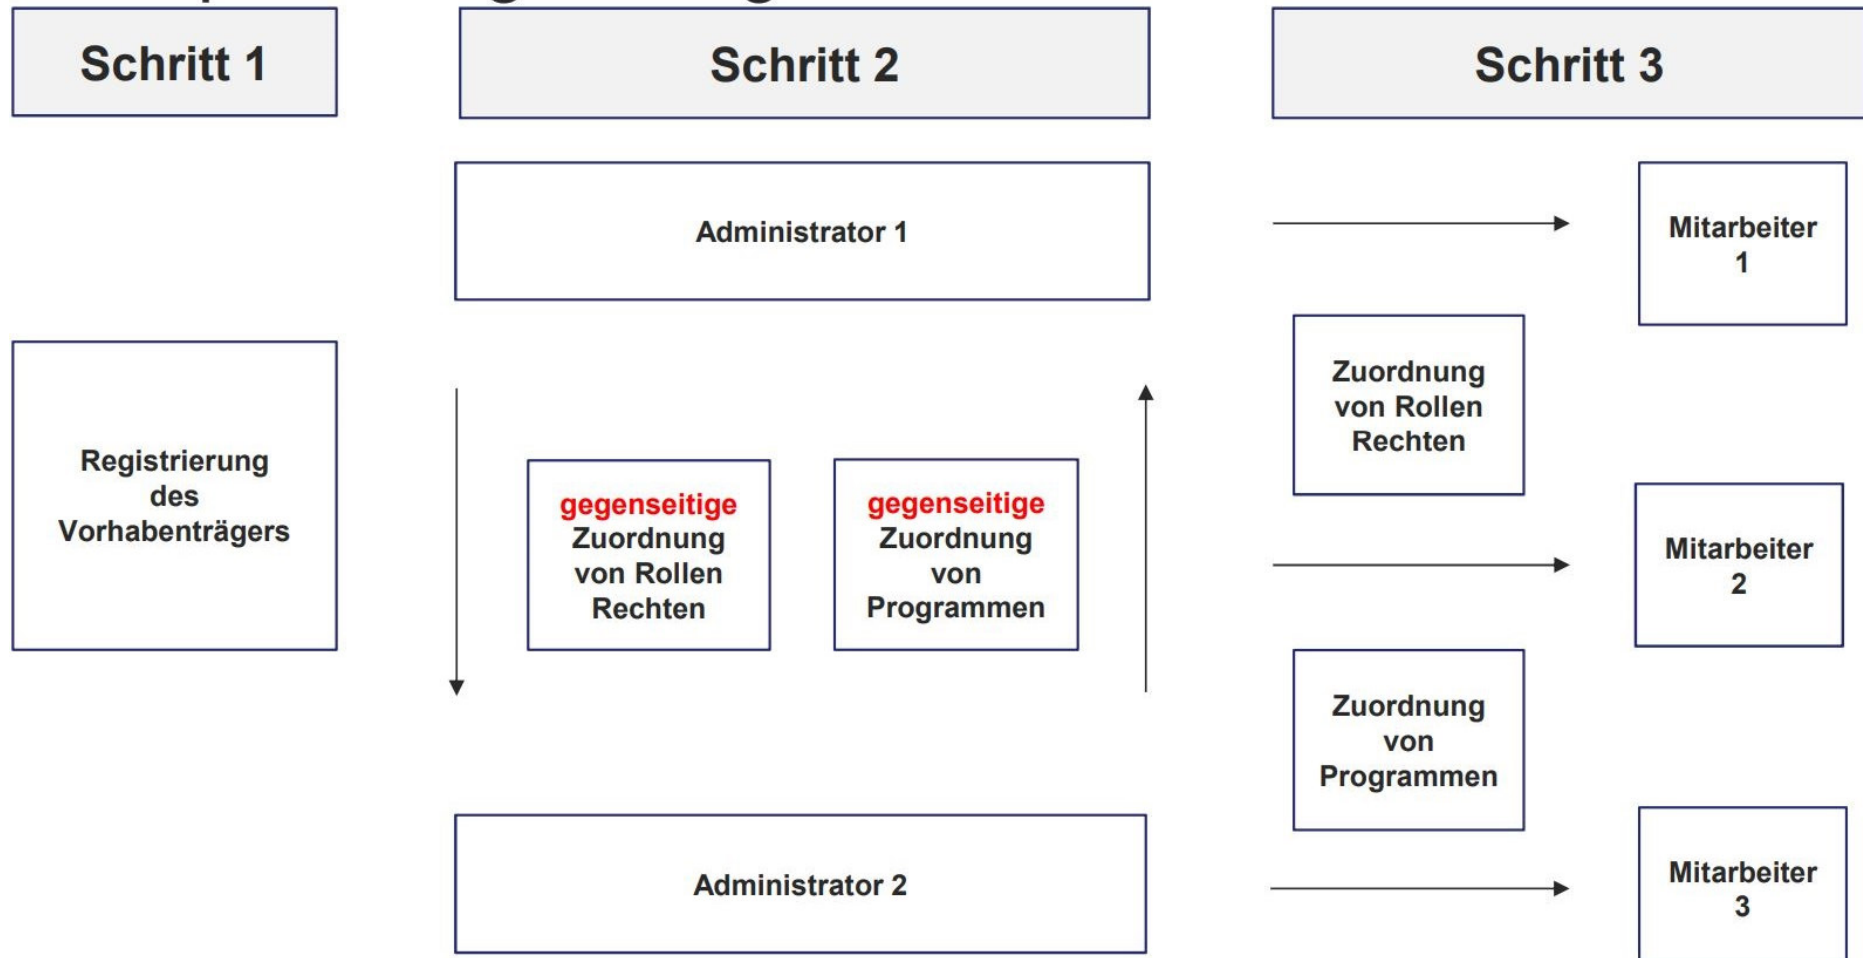 Schritt 1
Schritt 2
Schritt 3
Registrierung
des
Vorhabenträgers
Administrator 1
gegenseitige
Zuordnung
von Rollen
Rechten
gegenseitige
Zuordnung
von
Programmen
Administrator 2
Zuordnung
von Rollen
Rechten
Zuordnung
von
Programmen
Mitarbeiter
1
Mitarbeiter
2
Mitarbeiter
3